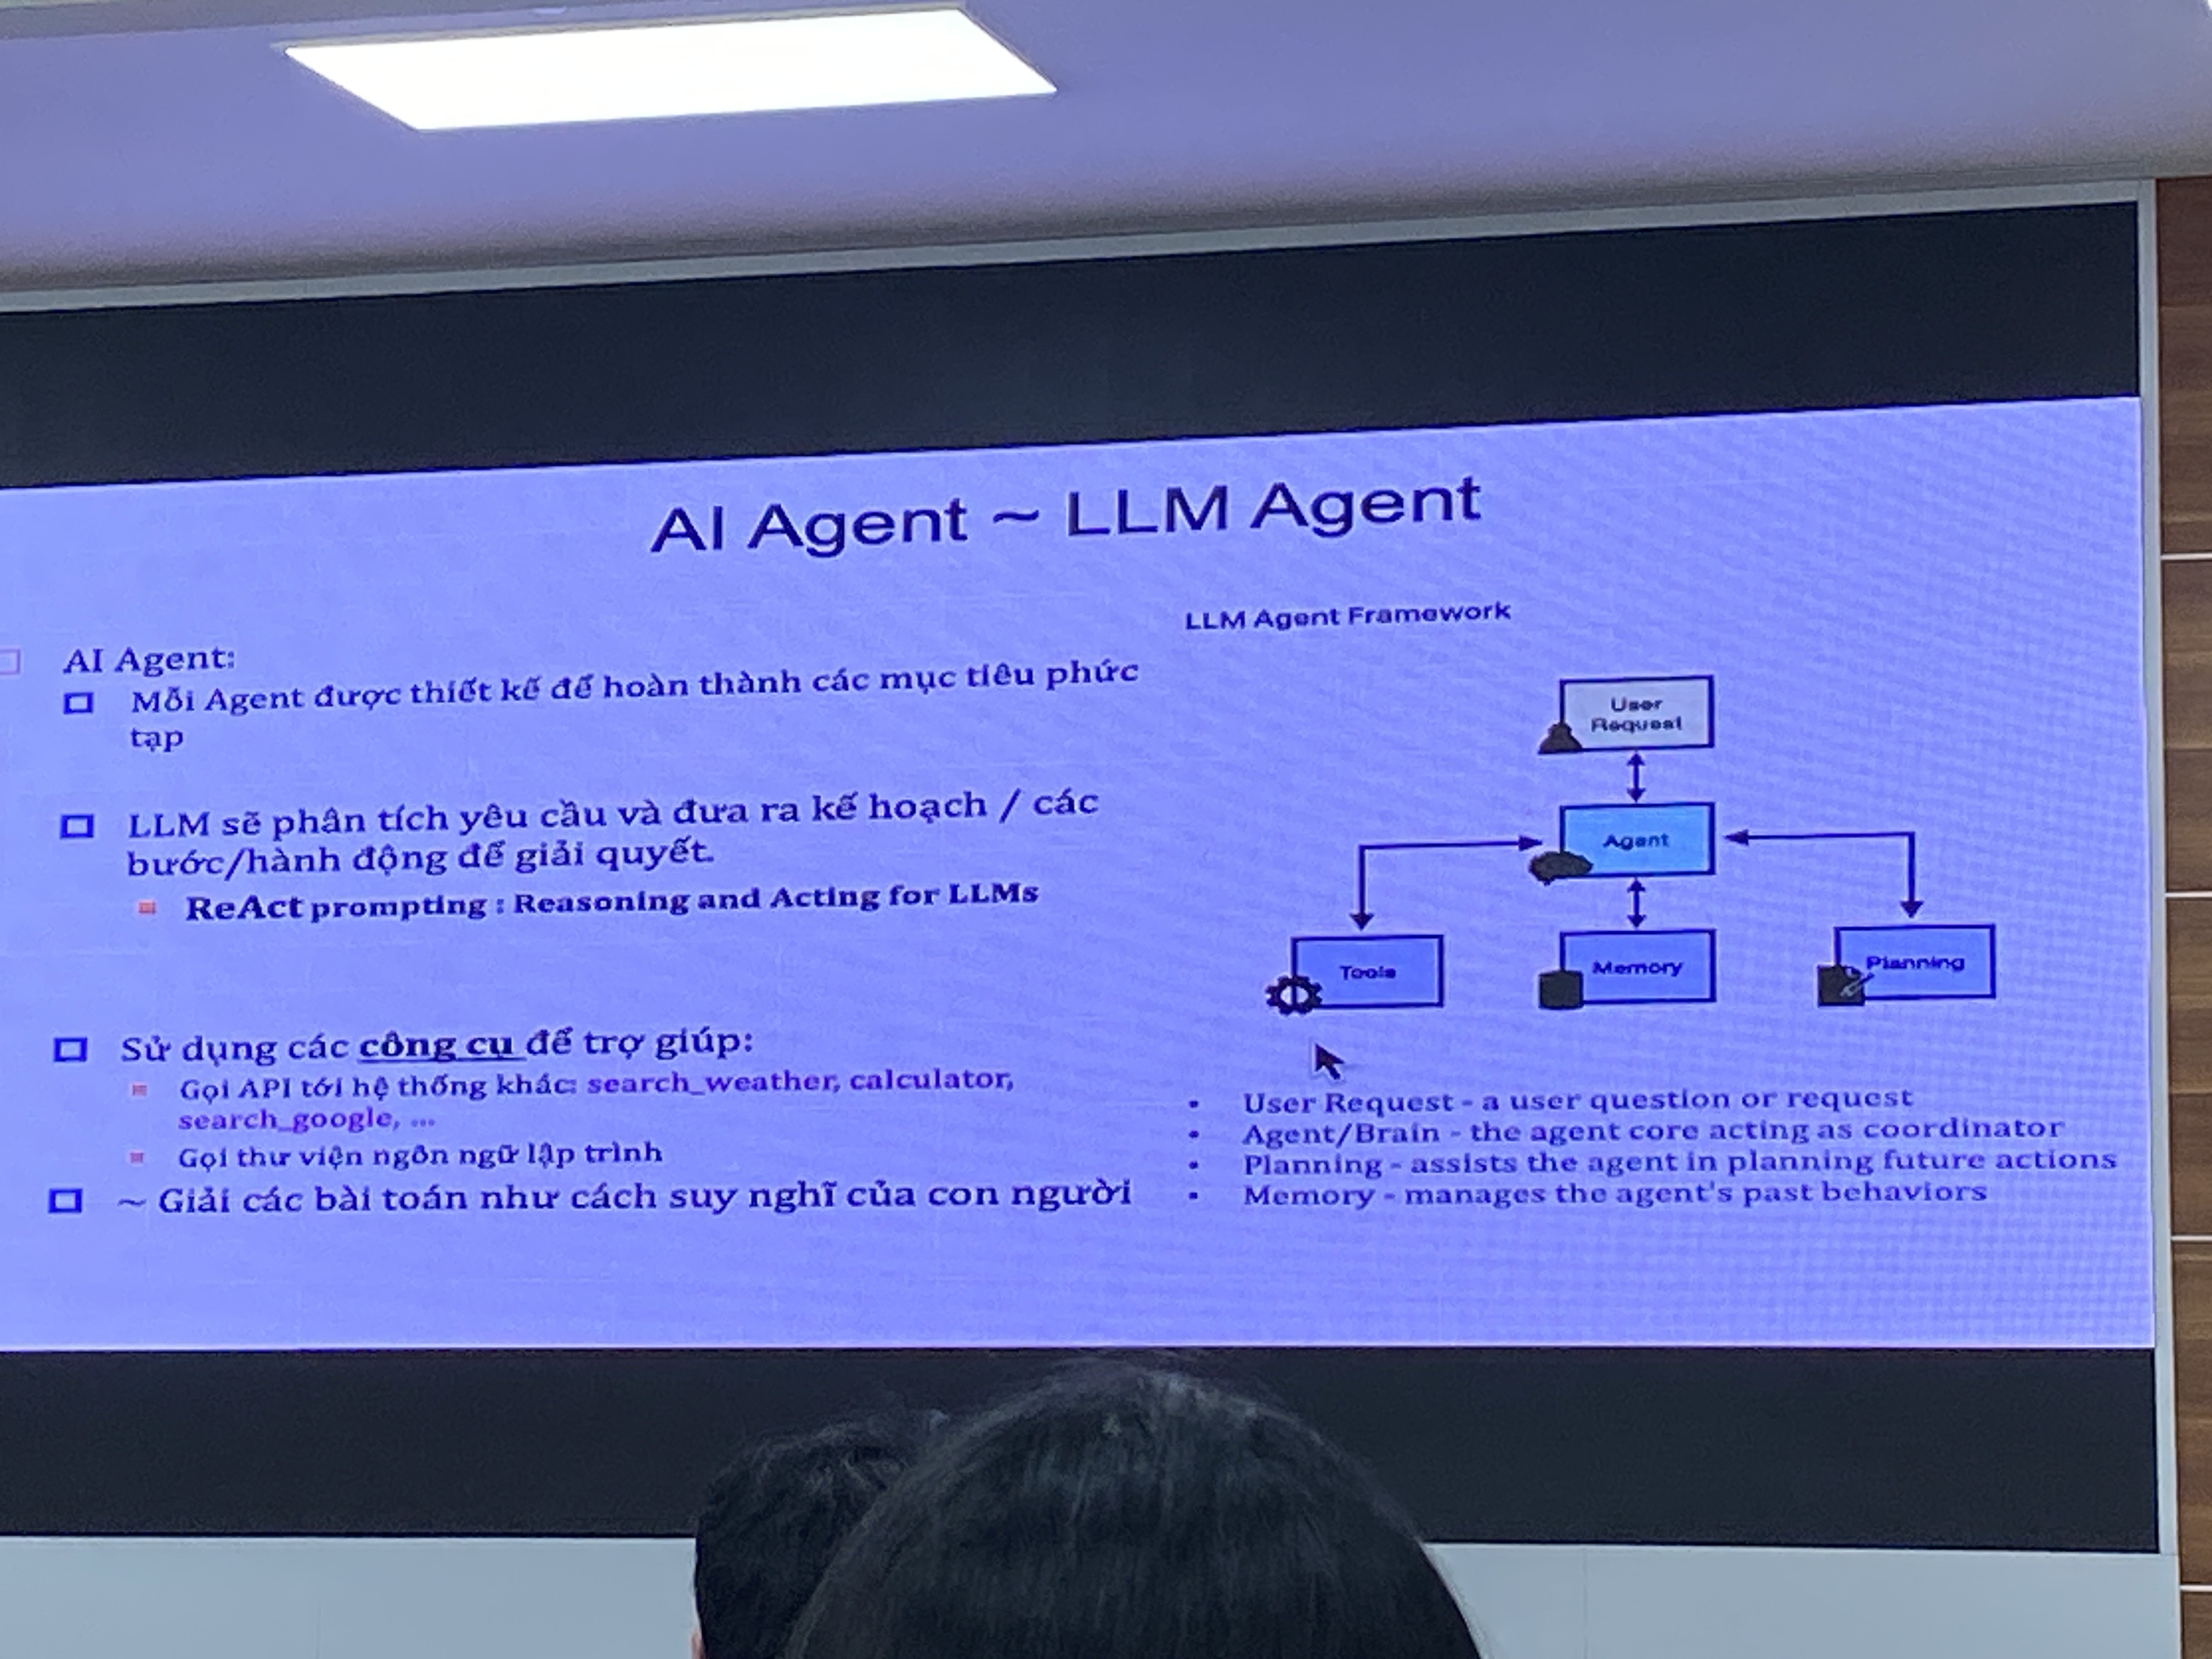 AI Agent ~ LLM Agent
AI Agent:
Mỗi Agent được thiết kế để hoàn thành các mục tiêu phức
tạp
LLM sẽ phân tích yêu cầu và đưa ra kế hoạch / các
bước/hành động để giải quyết.
ReAct prompting : Reasoning and Acting for LLMs
Sử dụng các công cụ để trợ giúp:
Gọi API tới hệ thống khác: search_weather, calculator,
search_google, ...
Gọi thư viện ngôn ngữ lập trình
~ Giải các bài toán như cách suy nghĩ của con người
LLM Agent Framework
User
Request
Agent
Tools
Memory
Planning
• User Request - a user question or request
• Agent/Brain - the agent core acting as coordinator
• Planning - assists the agent in planning future actions
• Memory - manages the agent's past behaviors